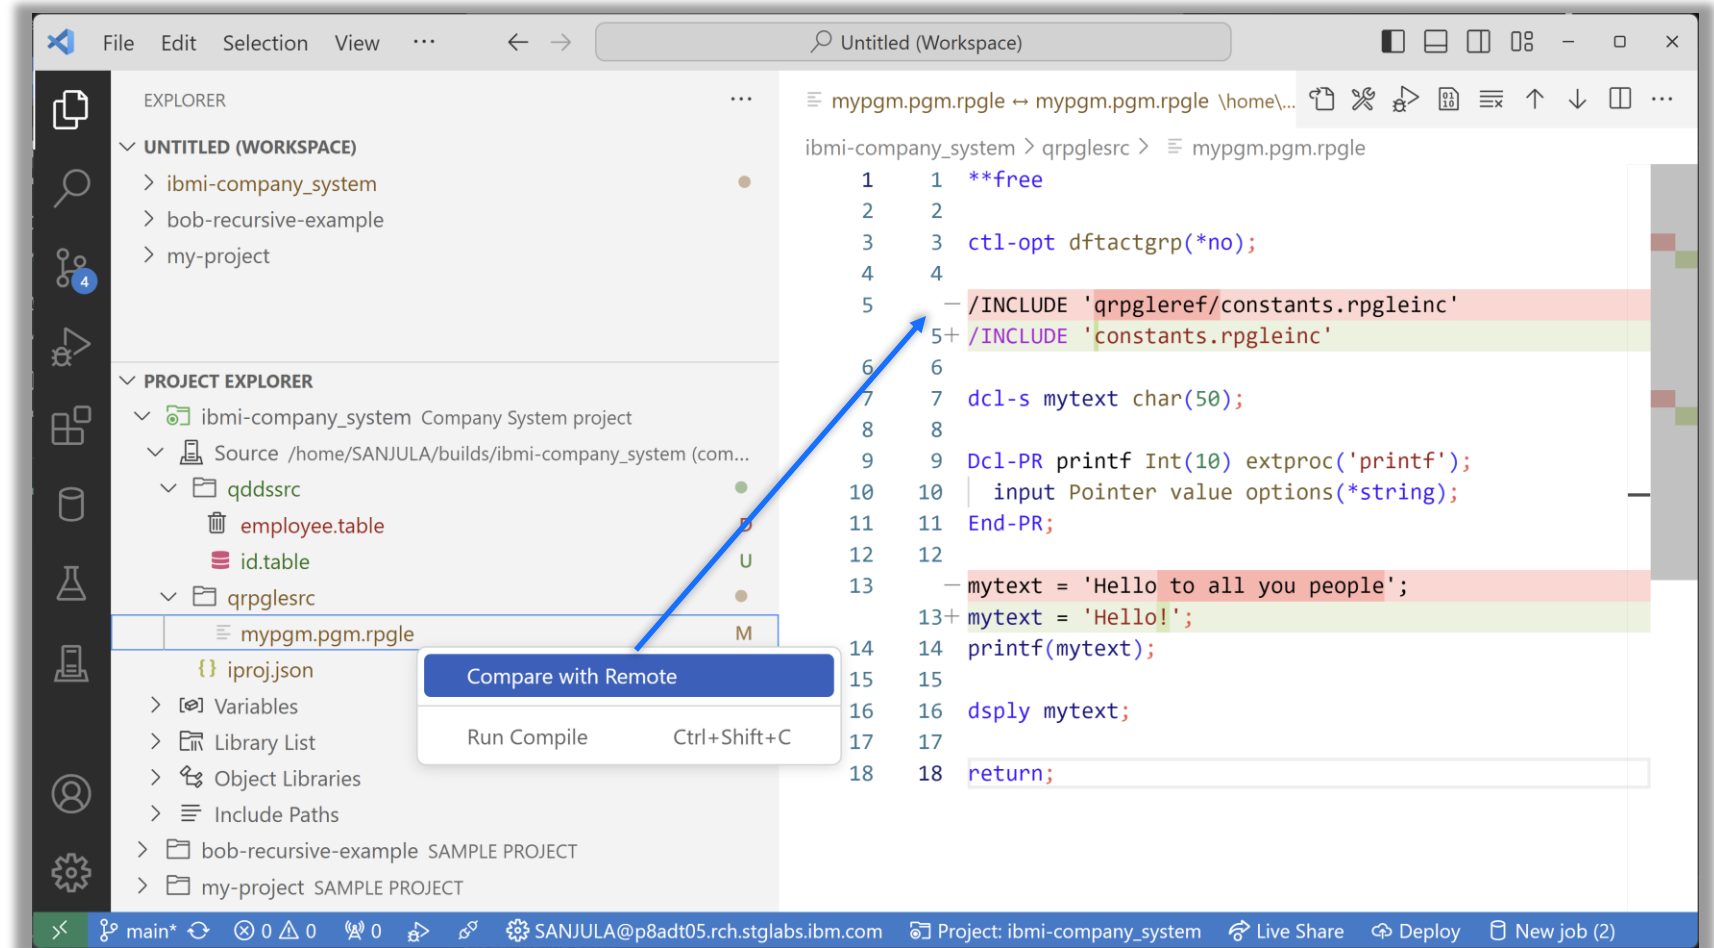 File Edit Selection View ··· Untitled (Workspace)
EXPLORER
UNTITLED (WORKSPACE)
ibmi-company_system
bob-recursive-example
my-project
4
PROJECT EXPLORER
ibmi-company_system Company System project
Source /home/SANJULA/builds/ibmi-company_system (com...
qddssrc
employee.table D
id.table U
qrpglesrc
mypgm.pgm.rpgle M
{} iproj.json
Variables
Library List
Object Libraries
Include Paths
bob-recursive-example SAMPLE PROJECT
my-project SAMPLE PROJECT
Compare with Remote
Run Compile Ctrl+Shift+C
mypgm.pgm.rpgle ↔ mypgm.pgm.rpgle \home\...
ibmi-company_system > qrpglesrc > mypgm.pgm.rpgle
1 1 **free
2 2
3 3 ctl-opt dftactgrp(*no);
4 4
5 — /INCLUDE 'qrpgleref/constants.rpgleinc'
5+ /INCLUDE 'constants.rpgleinc'
6 6
7 7 dcl-s mytext char(50);
8 8
9 9 Dcl-PR printf Int(10) extproc('printf');
10 10 input Pointer value options(*string);
11 11 End-PR;
12 12
13 — mytext = 'Hello to all you people';
13+ mytext = 'Hello!';
14 14 printf(mytext);
15 15
16 16 dsply mytext;
17 17
18 18 return;
main* 0 0 0 SANJULA@p8adt05.rch.stglabs.ibm.com Project: ibmi-company_system Live Share Deploy New job (2)